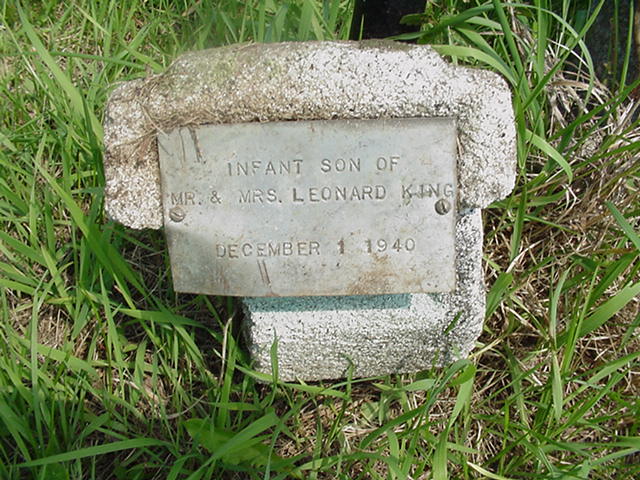 INFANT SON OF
MR. & MRS. LEONARD KING
DECEMBER 1 1940